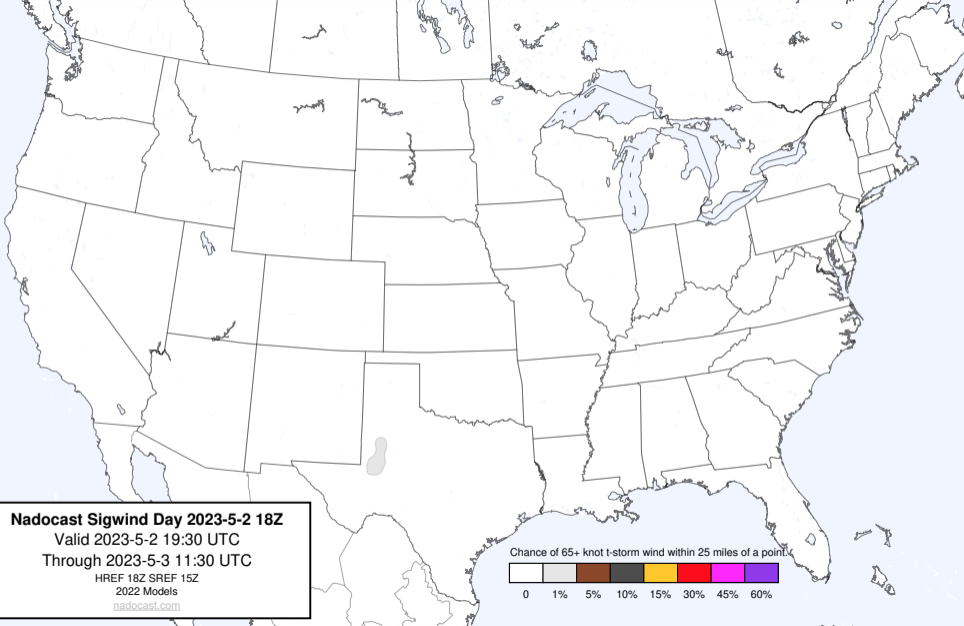 Nadocast Sigwind Day 2023-5-2 18Z
Valid 2023-5-2 19:30 UTC
Through 2023-5-3 11:30 UTC
HREF 18Z SREF 15Z
2022 Models
nadocast.com
Chance of 65+ knot t-storm wind within 25 miles of a point.
0 1% 5% 10% 15% 30% 45% 60%